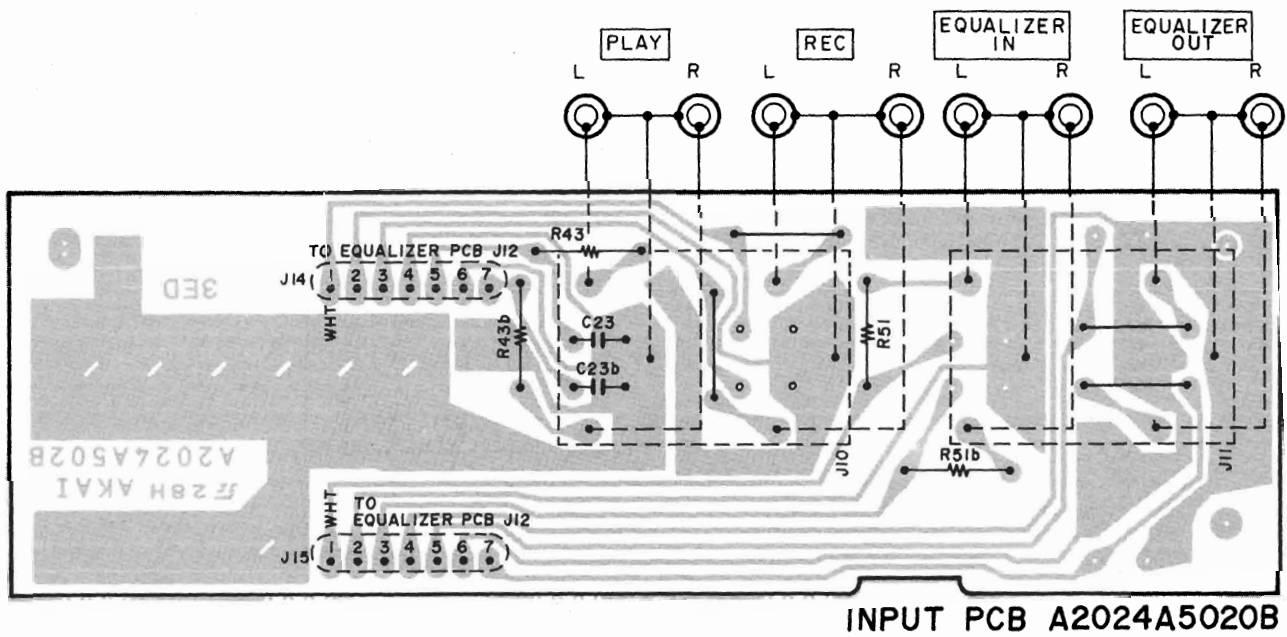 PLAY
REC
EQUALIZER
IN
EQUALIZER
OUT
L R L R L R L R
R43
TO EQUALIZER PCB J12
J14 1 2 3 4 5 6 7
WHT
3ED
R43b
C23
C23b
R51
A2024A502B
28H AKAI
J10
R51b
J11
WHT
TO
EQUALIZER PCB J12
J15 1 2 3 4 5 6 7
INPUT PCB A2024A5020B